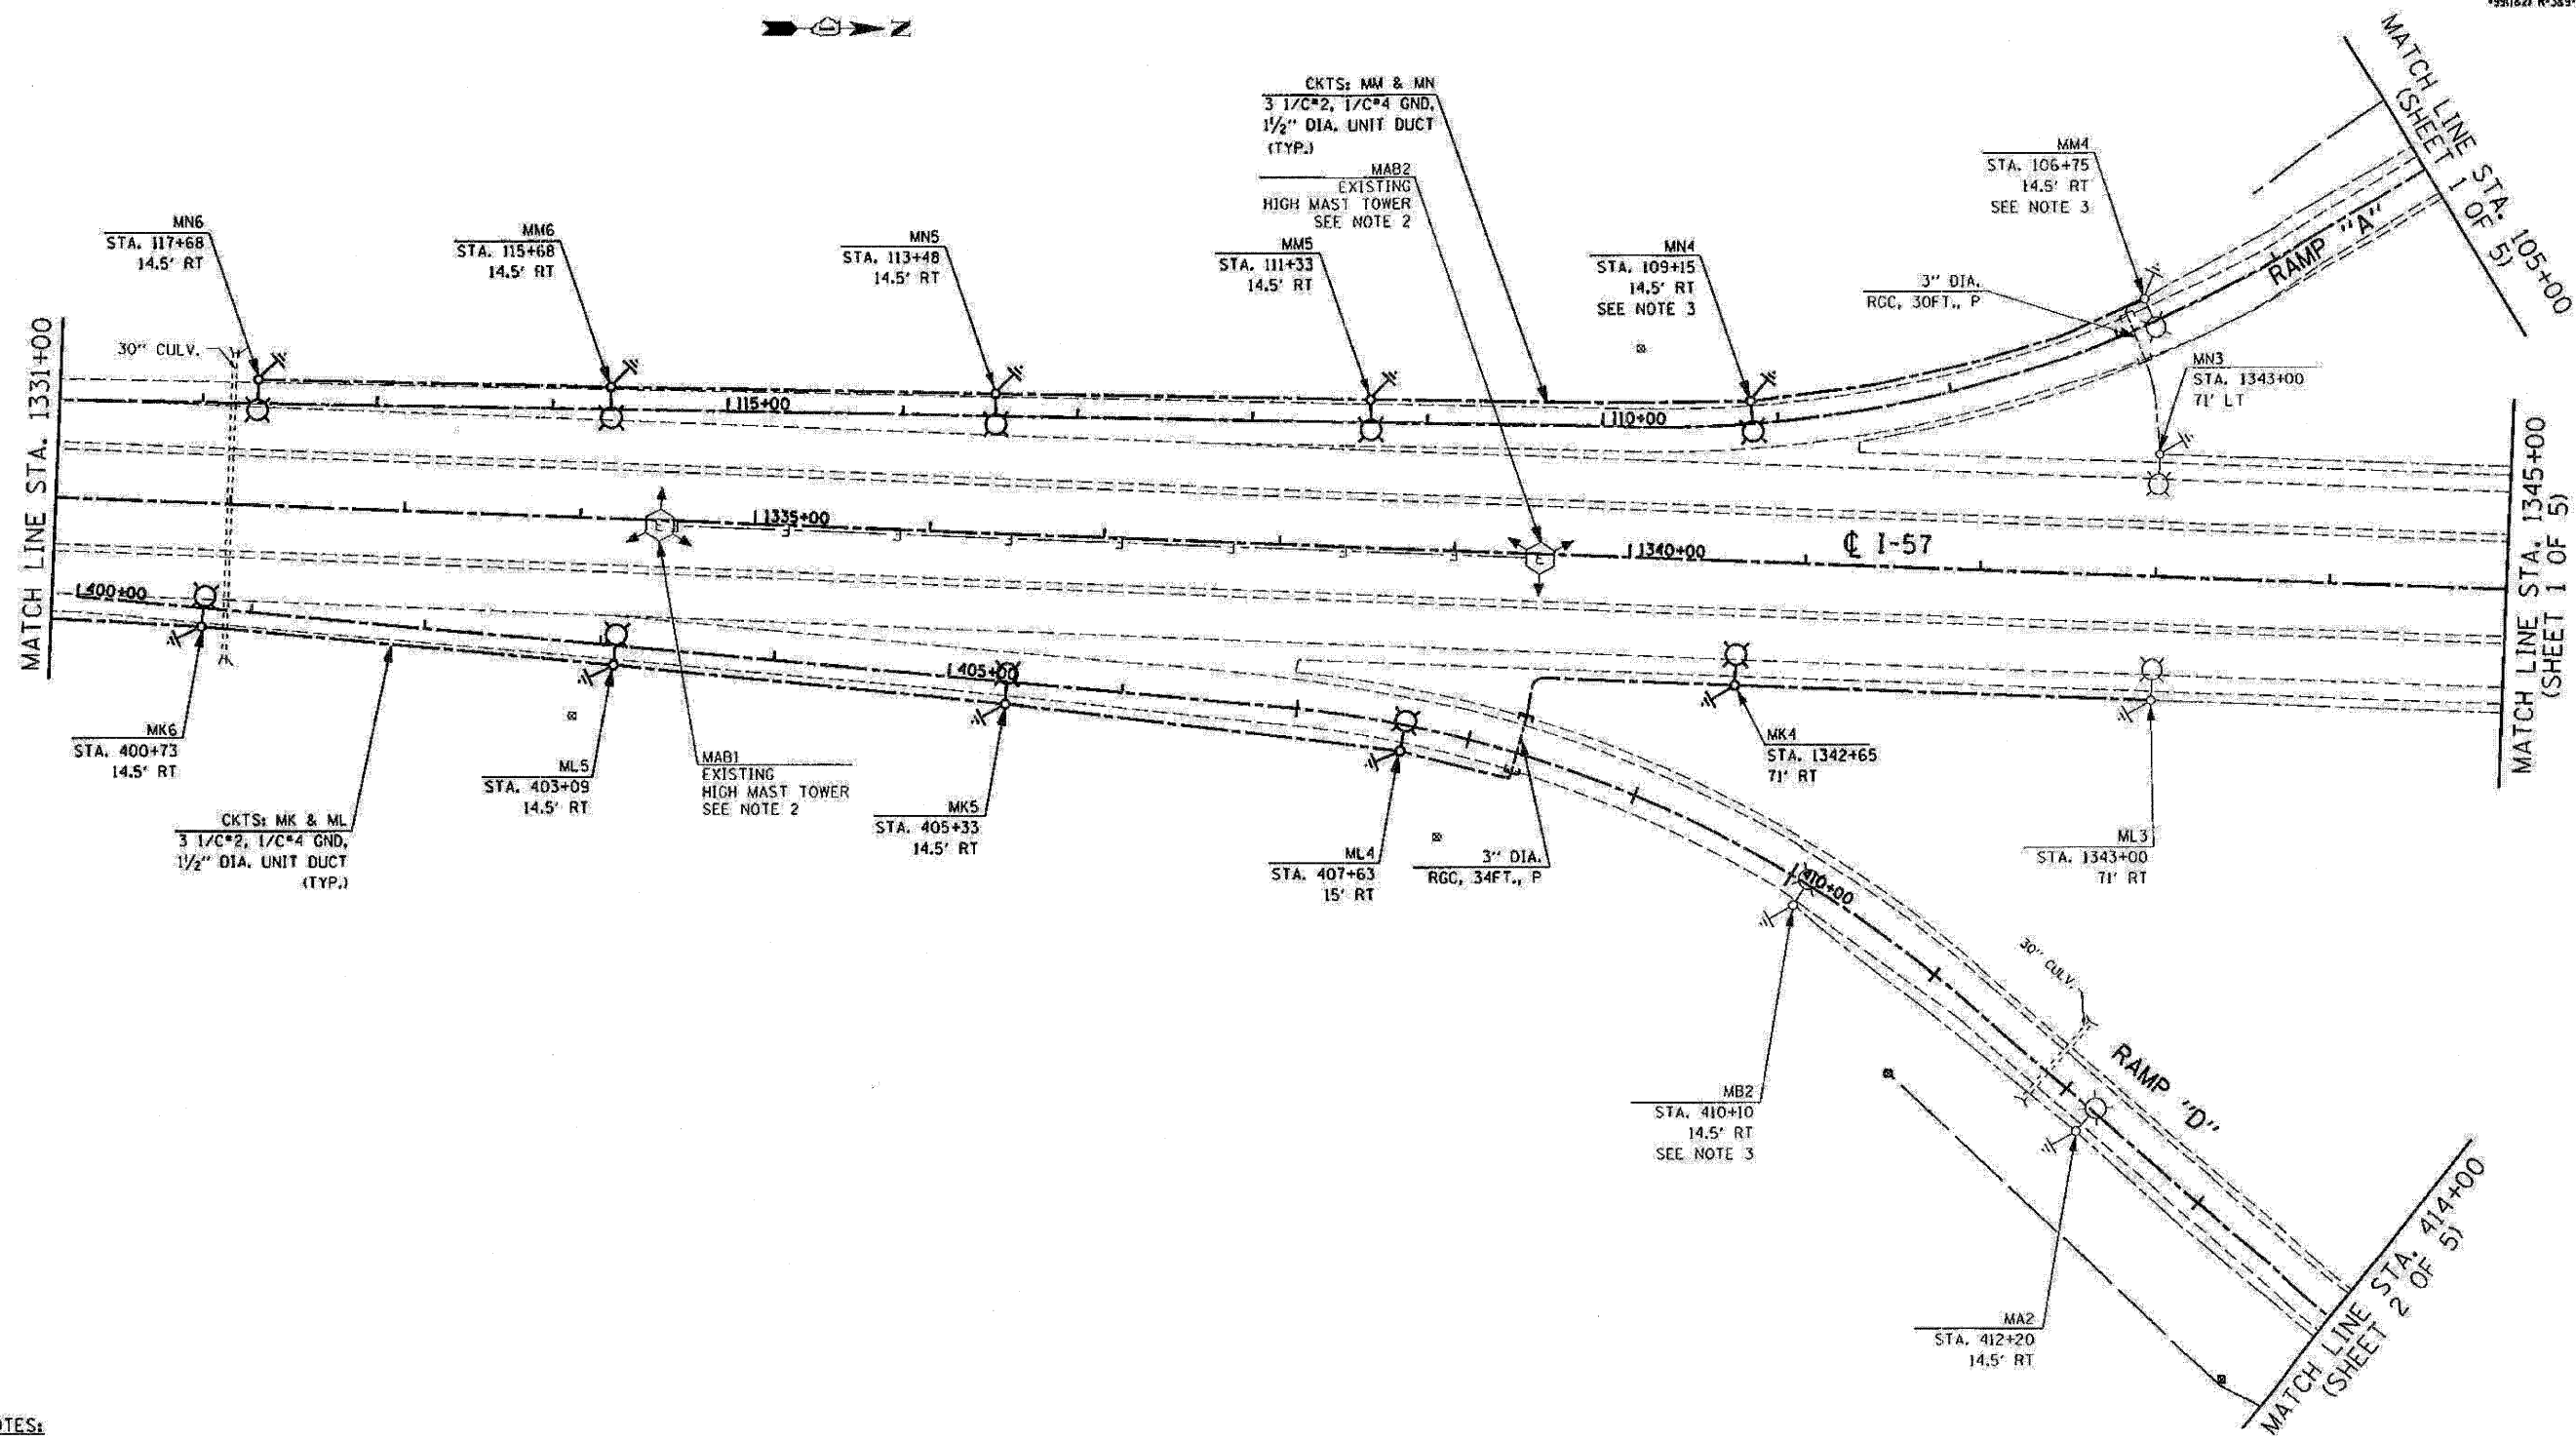 N
CKTS: MM & MN
3 1/C#2, 1/C#4 GND,
1½" DIA. UNIT DUCT
(TYP.)
MAB2
EXISTING
HIGH MAST TOWER
SEE NOTE 2
MATCH LINE STA. 105+00
(SHEET 1 OF 5)
MM4
STA. 106+75
14.5' RT
SEE NOTE 3
RAMP "A"
MN6
STA. 117+68
14.5' RT
MM6
STA. 115+68
14.5' RT
MN5
STA. 113+48
14.5' RT
MM5
STA. 111+33
14.5' RT
MN4
STA. 109+15
14.5' RT
SEE NOTE 3
3" DIA.
RGC, 30FT., P
MN3
STA. 1343+00
71' LT
30" CULV.
MATCH LINE STA. 1331+00
115+00
110+00
1335+00
1340+00
℄ I-57
E
E
E
E
E
E
E
E
E
MATCH LINE STA. 1345+00
(SHEET 1 OF 5)
400+00
405+00
MK6
STA. 400+73
14.5' RT
CKTS: MK & ML
3 1/C#2, 1/C#4 GND,
1½" DIA. UNIT DUCT
(TYP.)
ML5
STA. 403+09
14.5' RT
MAB1
EXISTING
HIGH MAST TOWER
SEE NOTE 2
MK5
STA. 405+33
14.5' RT
ML4
STA. 407+63
15' RT
3" DIA.
RGC, 34FT., P
MK4
STA. 1342+65
71' RT
ML3
STA. 1343+00
71' RT
410+00
30" CULV.
RAMP "D"
MB2
STA. 410+10
14.5' RT
SEE NOTE 3
MA2
STA. 412+20
14.5' RT
MATCH LINE STA. 414+00
(SHEET 2 OF 5)
OTES: